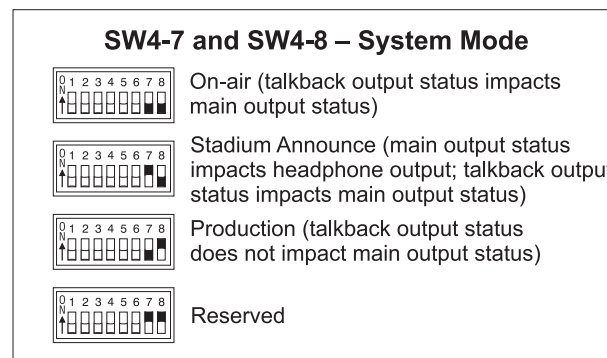 SW4-7 and SW4-8 – System Mode
O
N
1 2 3 4 5 6 7 8
On-air (talkback output status impacts
main output status)
O
N
1 2 3 4 5 6 7 8
Stadium Announce (main output status
impacts headphone output; talkback output
status impacts main output status)
O
N
1 2 3 4 5 6 7 8
Production (talkback output status
does not impact main output status)
O
N
1 2 3 4 5 6 7 8
Reserved